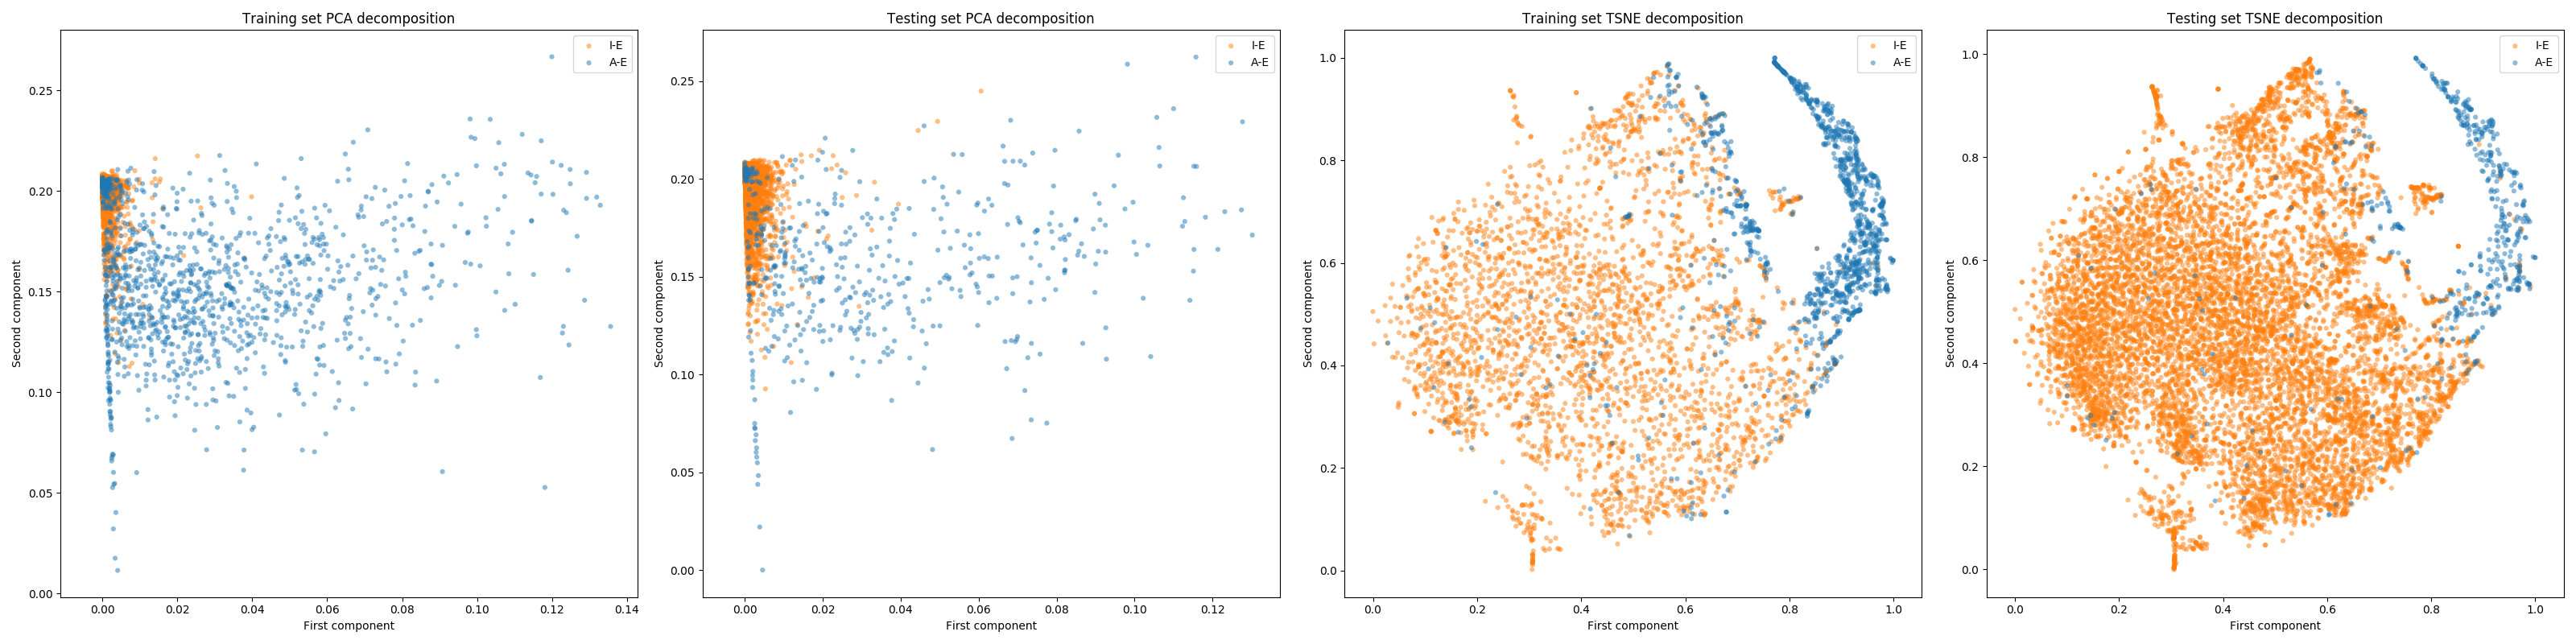 Training set PCA decomposition
I-E
A-E
Second component
0.25
0.20
0.15
0.10
0.05
0.00
0.00 0.02 0.04 0.06 0.08 0.10 0.12 0.14
First component
Testing set PCA decomposition
I-E
A-E
Second component
0.25
0.20
0.15
0.10
0.05
0.00
0.00 0.02 0.04 0.06 0.08 0.10 0.12
First component
Training set TSNE decomposition
I-E
A-E
Second component
1.0
0.8
0.6
0.4
0.2
0.0
0.0 0.2 0.4 0.6 0.8 1.0
First component
Testing set TSNE decomposition
I-E
A-E
Second component
1.0
0.8
0.6
0.4
0.2
0.0
0.0 0.2 0.4 0.6 0.8 1.0
First component